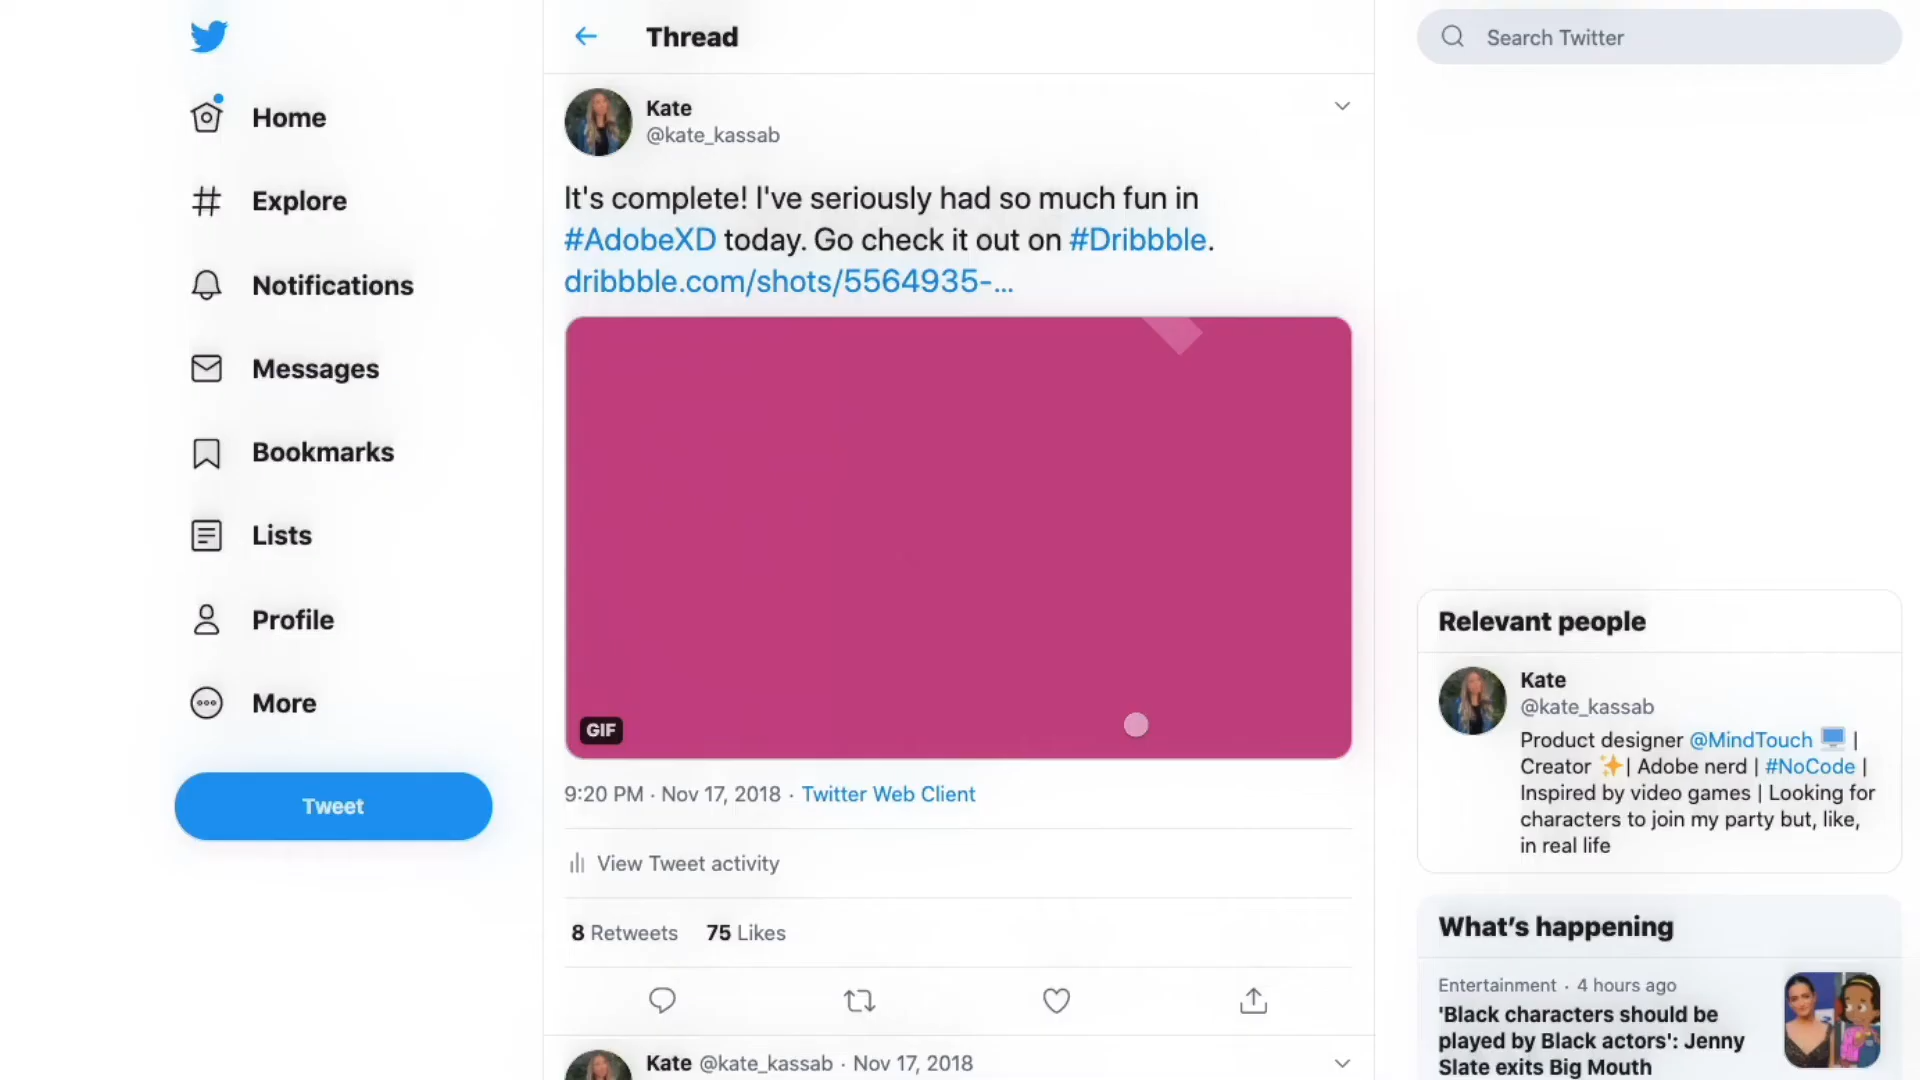 Thread
Search Twitter
Home
Explore
Notifications
Messages
Bookmarks
Lists
Profile
More
Tweet
Kate
@kate_kassab
It's complete! I've seriously had so much fun in
#AdobeXD today. Go check it out on #Dribbble.
dribbble.com/shots/5564935-...
GIF
9:20 PM · Nov 17, 2018 · Twitter Web Client
View Tweet activity
8 Retweets 75 Likes
Kate @kate_kassab · Nov 17, 2018
Relevant people
Kate
@kate_kassab
Product designer @MindTouch 🖥️ |
Creator ✨| Adobe nerd | #NoCode |
Inspired by video games | Looking for
characters to join my party but, like,
in real life
What's happening
Entertainment · 4 hours ago
'Black characters should be
played by Black actors': Jenny
Slate exits Big Mouth